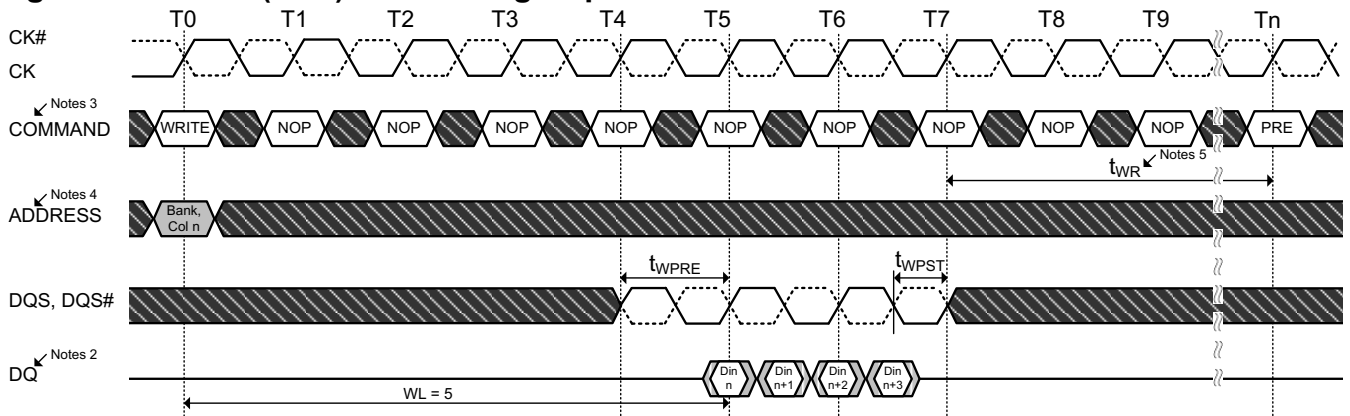 T0 T1 T2 T3 T4 T5 T6 T7 T8 T9 Tn
CK#
CK
Notes 3
COMMAND WRITE NOP NOP NOP NOP NOP NOP NOP NOP NOP PRE
tWR Notes 5
Notes 4
ADDRESS Bank, Col n
tWPRE tWPST
DQS, DQS#
Notes 2
DQ Din n Din n+1 Din n+2 Din n+3
WL = 5